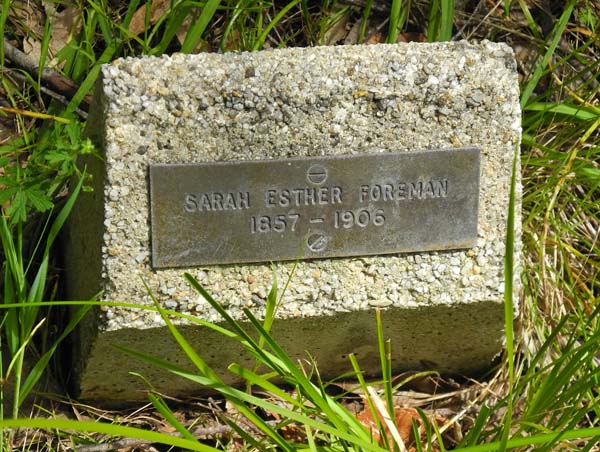 SARAH ESTHER FOREMAN
1857 - 1906